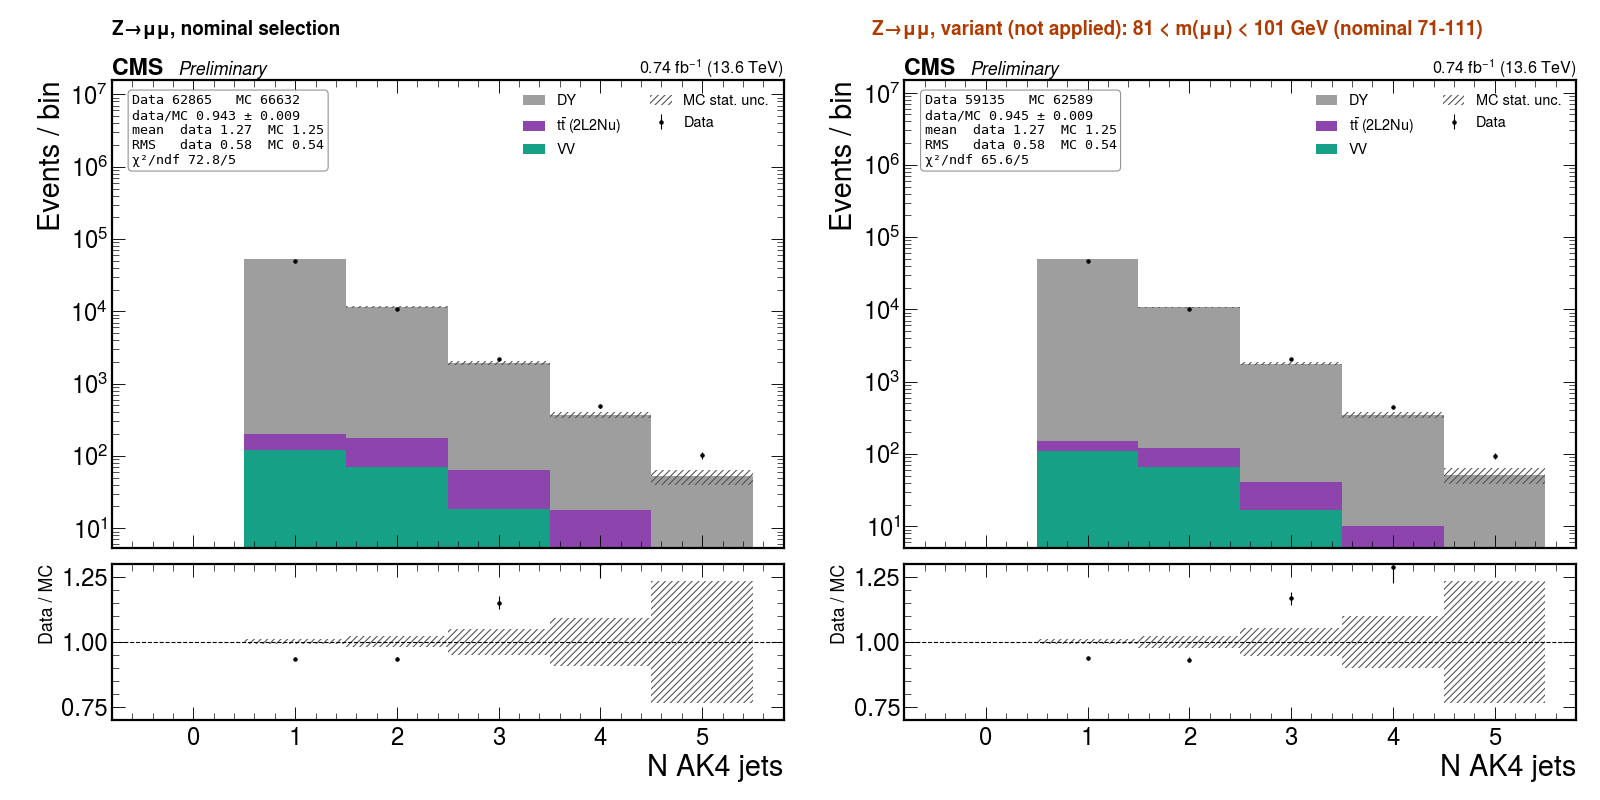 Z→μμ, nominal selection
CMS Preliminary
0.74 fb⁻¹ (13.6 TeV)
Data 62865 MC 66632
data/MC 0.943 ± 0.009
mean data 1.27 MC 1.25
RMS data 0.58 MC 0.54
χ²/ndf 72.8/5
DY
tt̄ (2L2Nu)
VV
MC stat. unc.
Data
Events / bin
10⁷
10⁶
10⁵
10⁴
10³
10²
10¹
Data / MC
1.25
1.00
0.75
0 1 2 3 4 5
N AK4 jets
Z→μμ, variant (not applied): 81 < m(μμ) < 101 GeV (nominal 71-111)
CMS Preliminary
0.74 fb⁻¹ (13.6 TeV)
Data 59135 MC 62589
data/MC 0.945 ± 0.009
mean data 1.27 MC 1.25
RMS data 0.58 MC 0.54
χ²/ndf 65.6/5
DY
tt̄ (2L2Nu)
VV
MC stat. unc.
Data
Events / bin
10⁷
10⁶
10⁵
10⁴
10³
10²
10¹
Data / MC
1.25
1.00
0.75
0 1 2 3 4 5
N AK4 jets